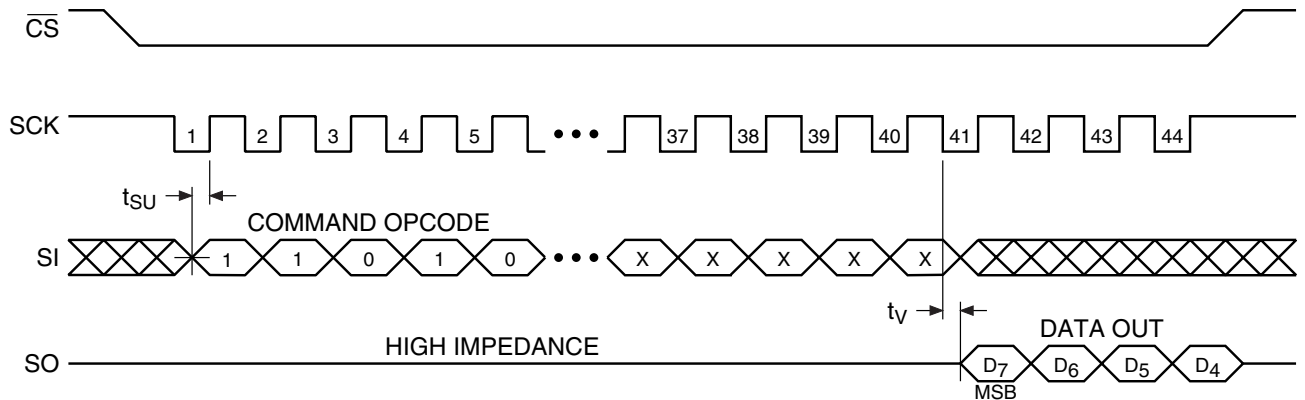 CS
SCK 1 2 3 4 5 ••• 37 38 39 40 41 42 43 44
tSU
COMMAND OPCODE
SI 1 1 0 1 0 ••• X X X X X
tV
HIGH IMPEDANCE
DATA OUT
SO D7 D6 D5 D4
MSB